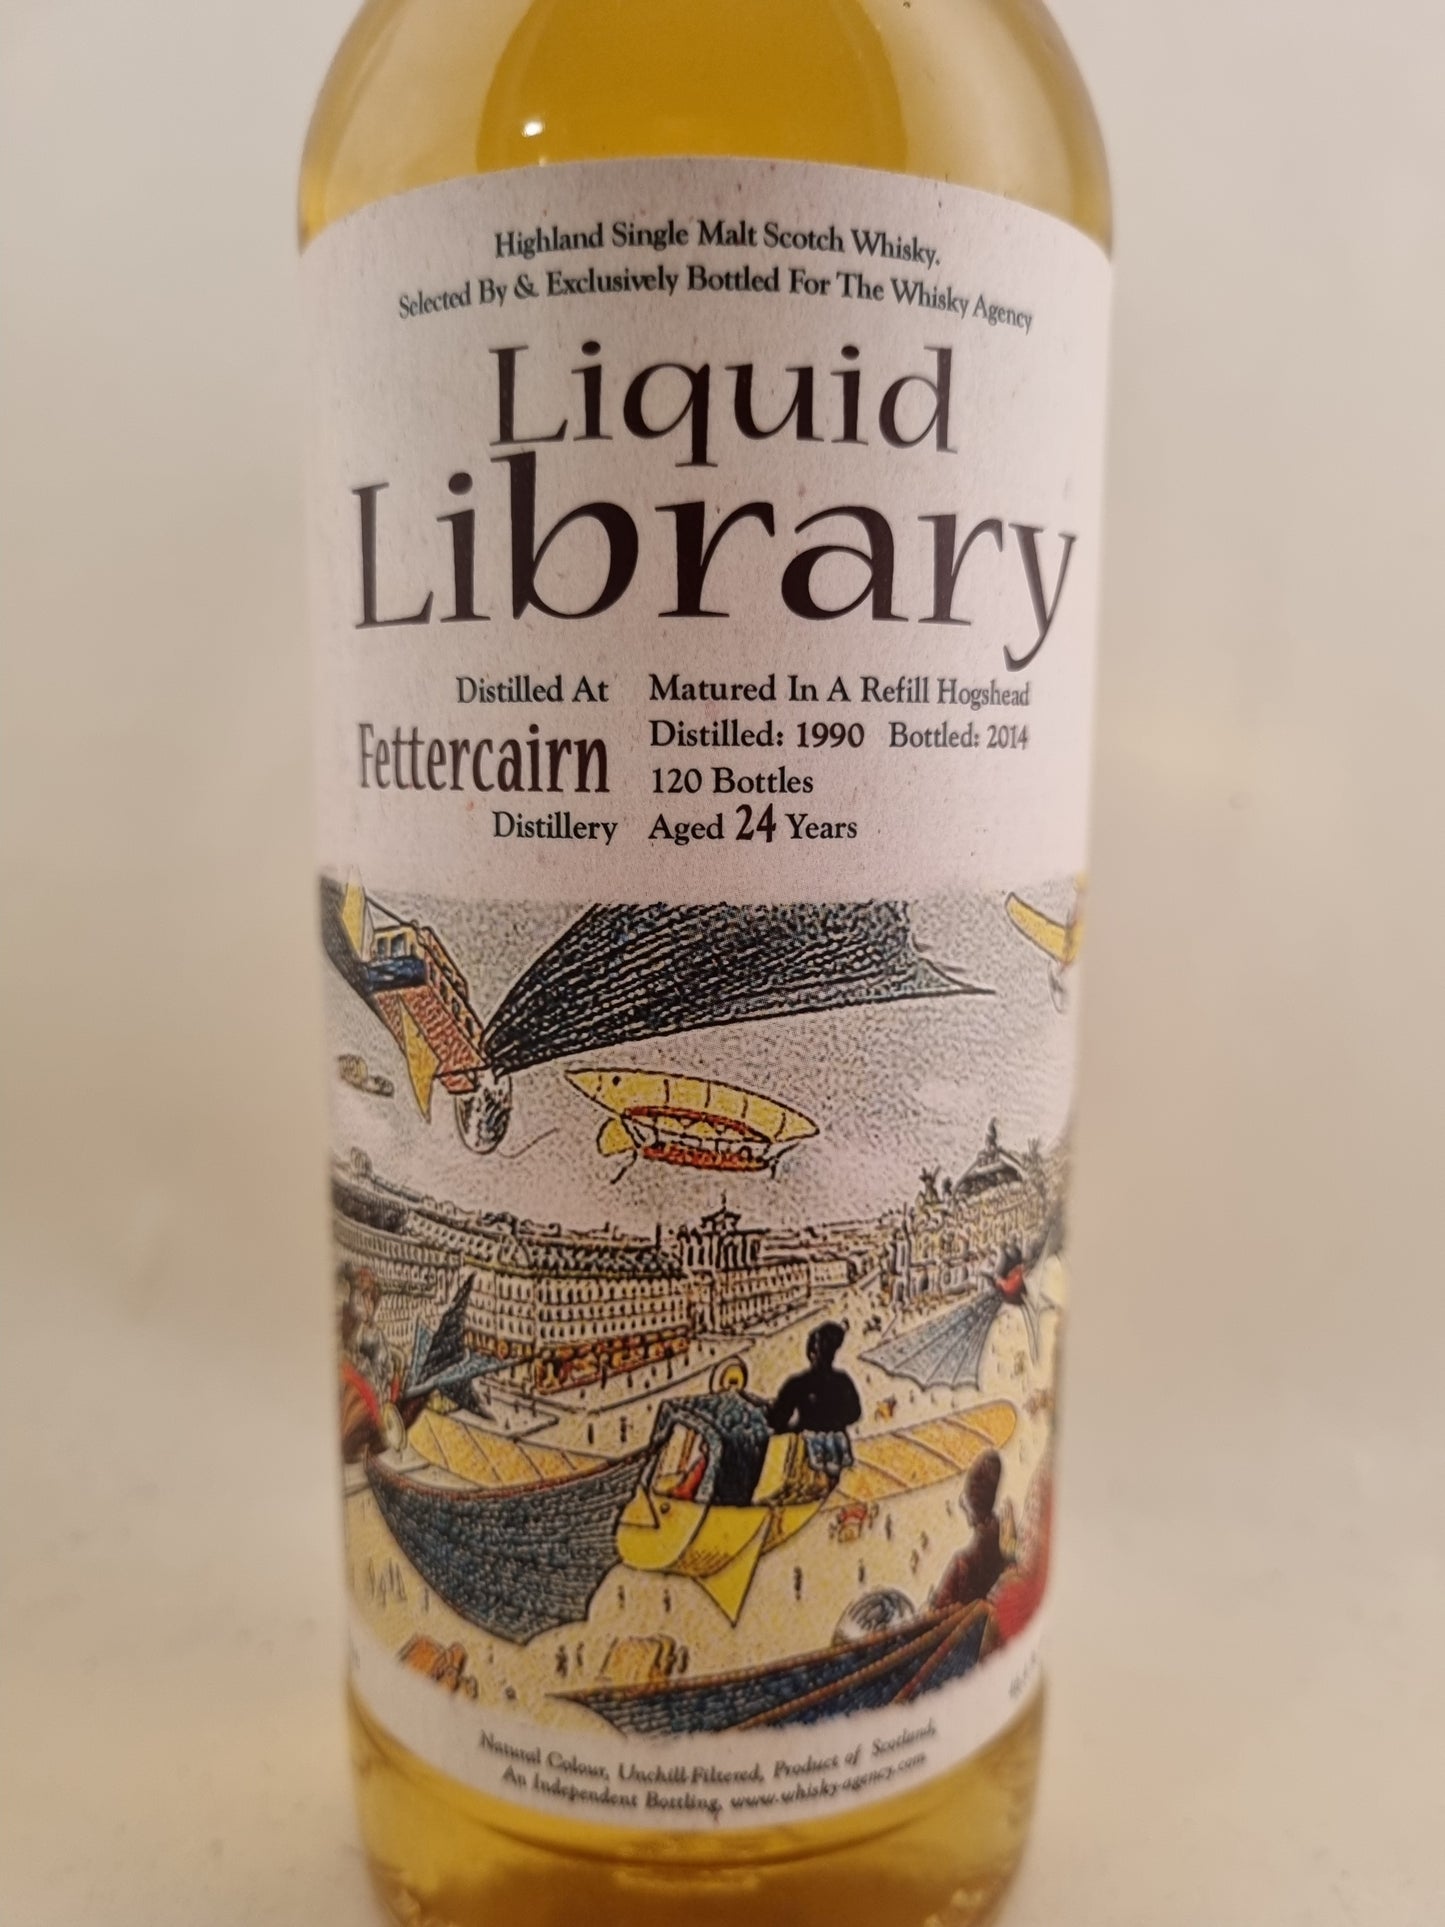 Highland Single Malt Scotch Whisky.
Selected By & Exclusively Bottled For The Whisky Agency
Liquid
Library
Distilled At
Fettercairn
Distillery
Matured In A Refill Hogshead
Distilled: 1990 Bottled: 2014
120 Bottles
Aged 24 Years
Natural Colour, Unchill-Filtered, Product of Scotland,
An Independent Bottling, www.whisky-agency.com